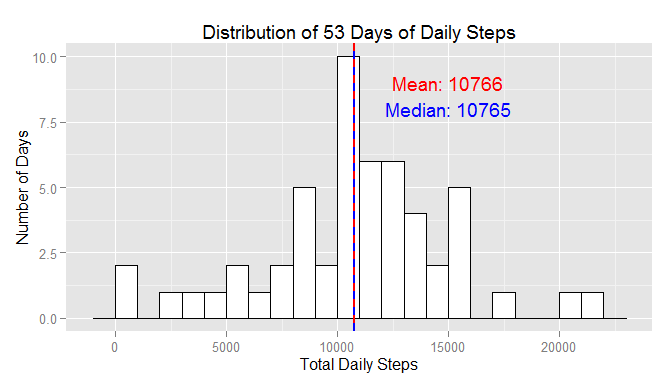 Distribution of 53 Days of Daily Steps
10.0
7.5
5.0
2.5
0.0
Number of Days
Mean: 10766
Median: 10765
0 5000 10000 15000 20000
Total Daily Steps